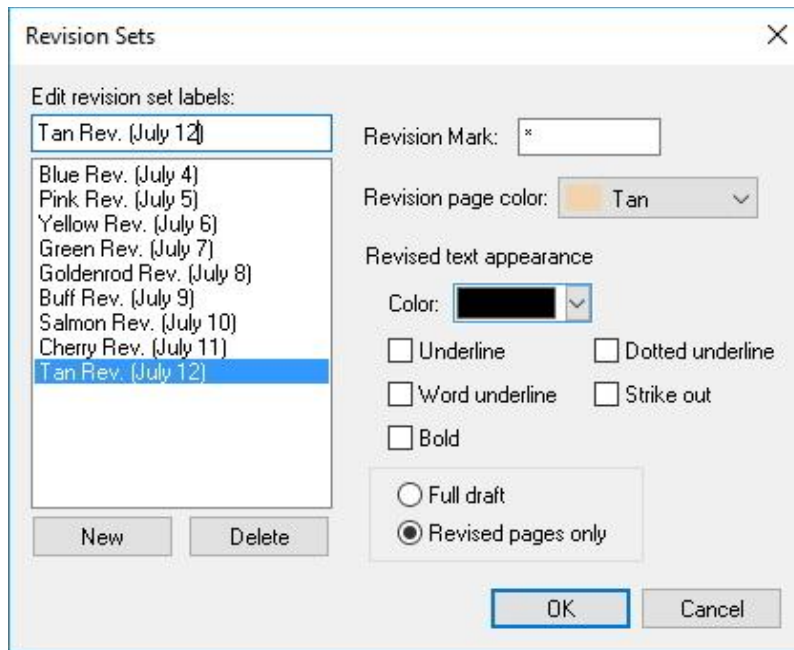 Revision Sets
Edit revision set labels:
Tan Rev. (July 12)
Blue Rev. (July 4)
Pink Rev. (July 5)
Yellow Rev. (July 6)
Green Rev. (July 7)
Goldenrod Rev. (July 8)
Buff Rev. (July 9)
Salmon Rev. (July 10)
Cherry Rev. (July 11)
Tan Rev. (July 12)
New Delete
Revision Mark: *
Revision page color: Tan
Revised text appearance
Color:
Underline Dotted underline
Word underline Strike out
Bold
Full draft
Revised pages only
OK Cancel